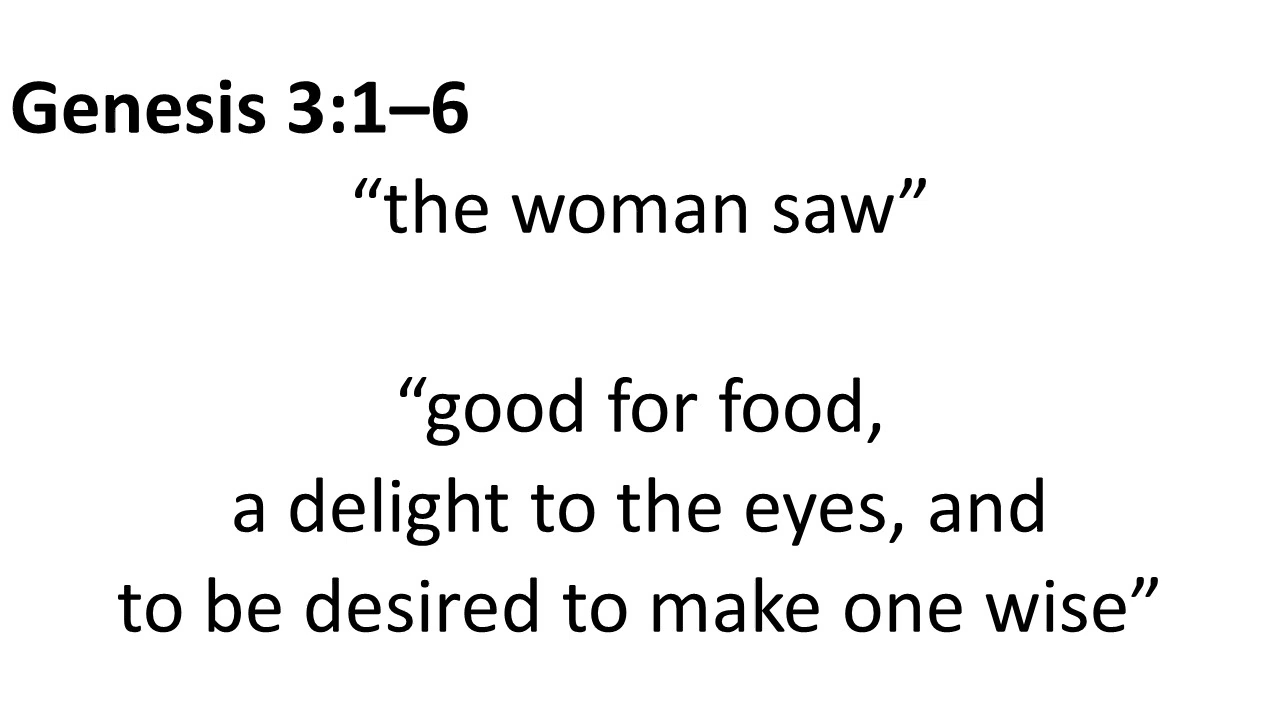 Genesis 3:1–6
“the woman saw”
“good for food,
a delight to the eyes, and
to be desired to make one wise”